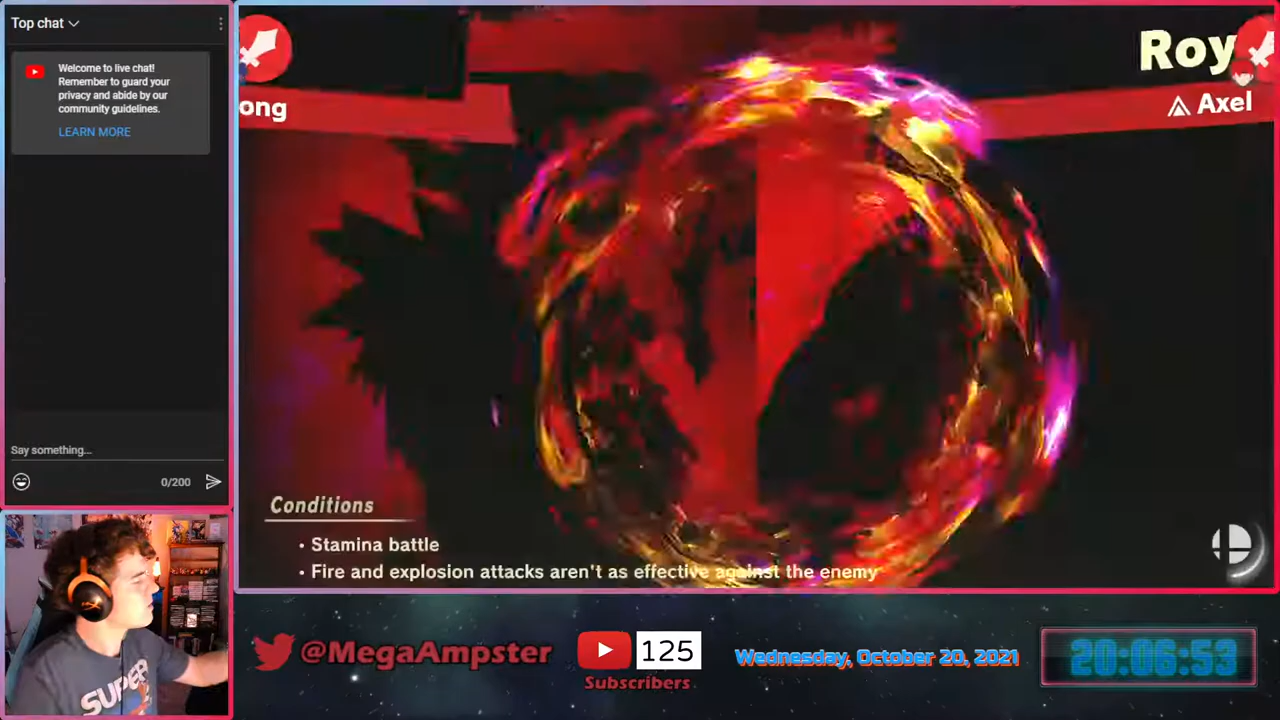 Top chat
Welcome to live chat!
Remember to guard your
privacy and abide by our
community guidelines.
LEARN MORE
Say something...
0/200
ong
Roy
Axel
Conditions
• Stamina battle
• Fire and explosion attacks aren't as effective against the enemy
SUPER
@MegaAmpster
125
Subscribers
Wednesday, October 20, 2021
20:06:53